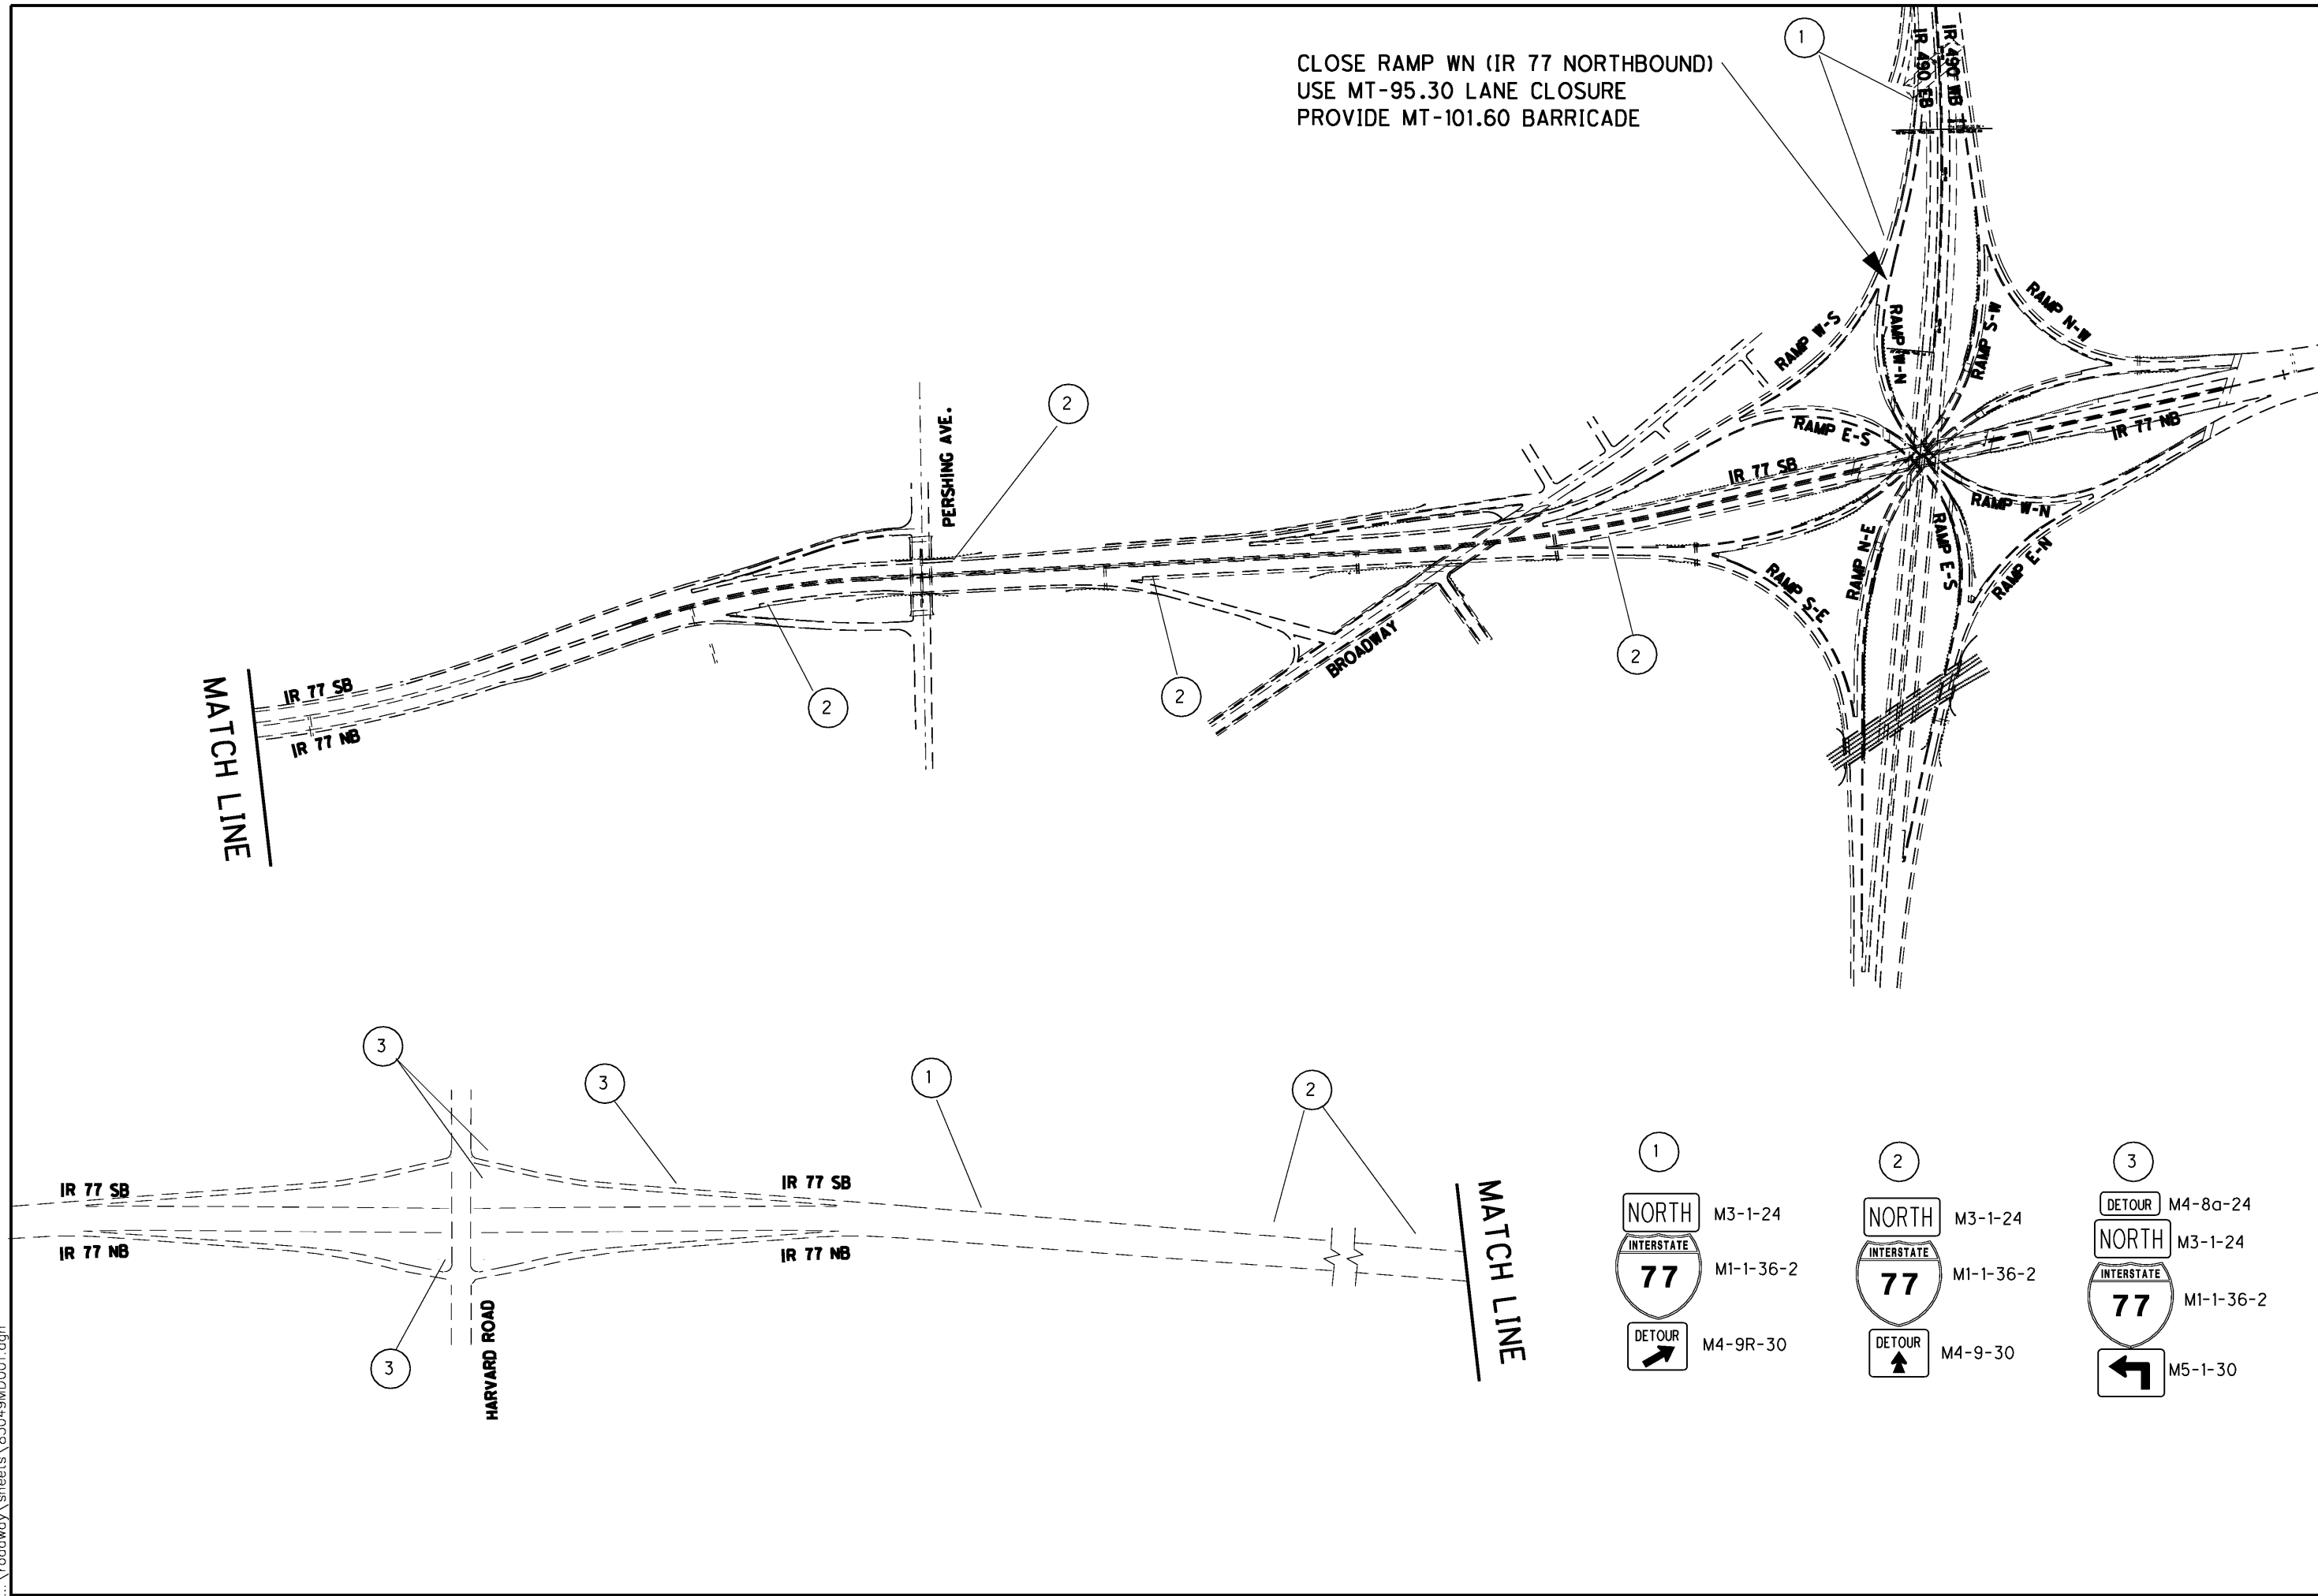 1
CLOSE RAMP WN (IR 77 NORTHBOUND)
USE MT-95.30 LANE CLOSURE
PROVIDE MT-101.60 BARRICADE
IR 490 EB
IR 490 WB
RAMP W-S
RAMP W-N
RAMP S-W
RAMP N-W
2
PERSHING AVE.
RAMP E-S
IR 77 SB
IR 77 NB
RAMP W-N
RAMP N-E
RAMP E-S
RAMP E-N
RAMP S-E
BROADWAY
2
2
2
MATCH LINE
IR 77 SB
IR 77 NB
3
3
1
2
IR 77 SB
IR 77 SB
IR 77 NB
IR 77 NB
3
HARVARD ROAD
MATCH LINE
1
NORTH M3-1-24
INTERSTATE
77 M1-1-36-2
DETOUR M4-9R-30
2
NORTH M3-1-24
INTERSTATE
77 M1-1-36-2
DETOUR M4-9-30
3
DETOUR M4-8a-24
NORTH M3-1-24
INTERSTATE
77 M1-1-36-2
M5-1-30